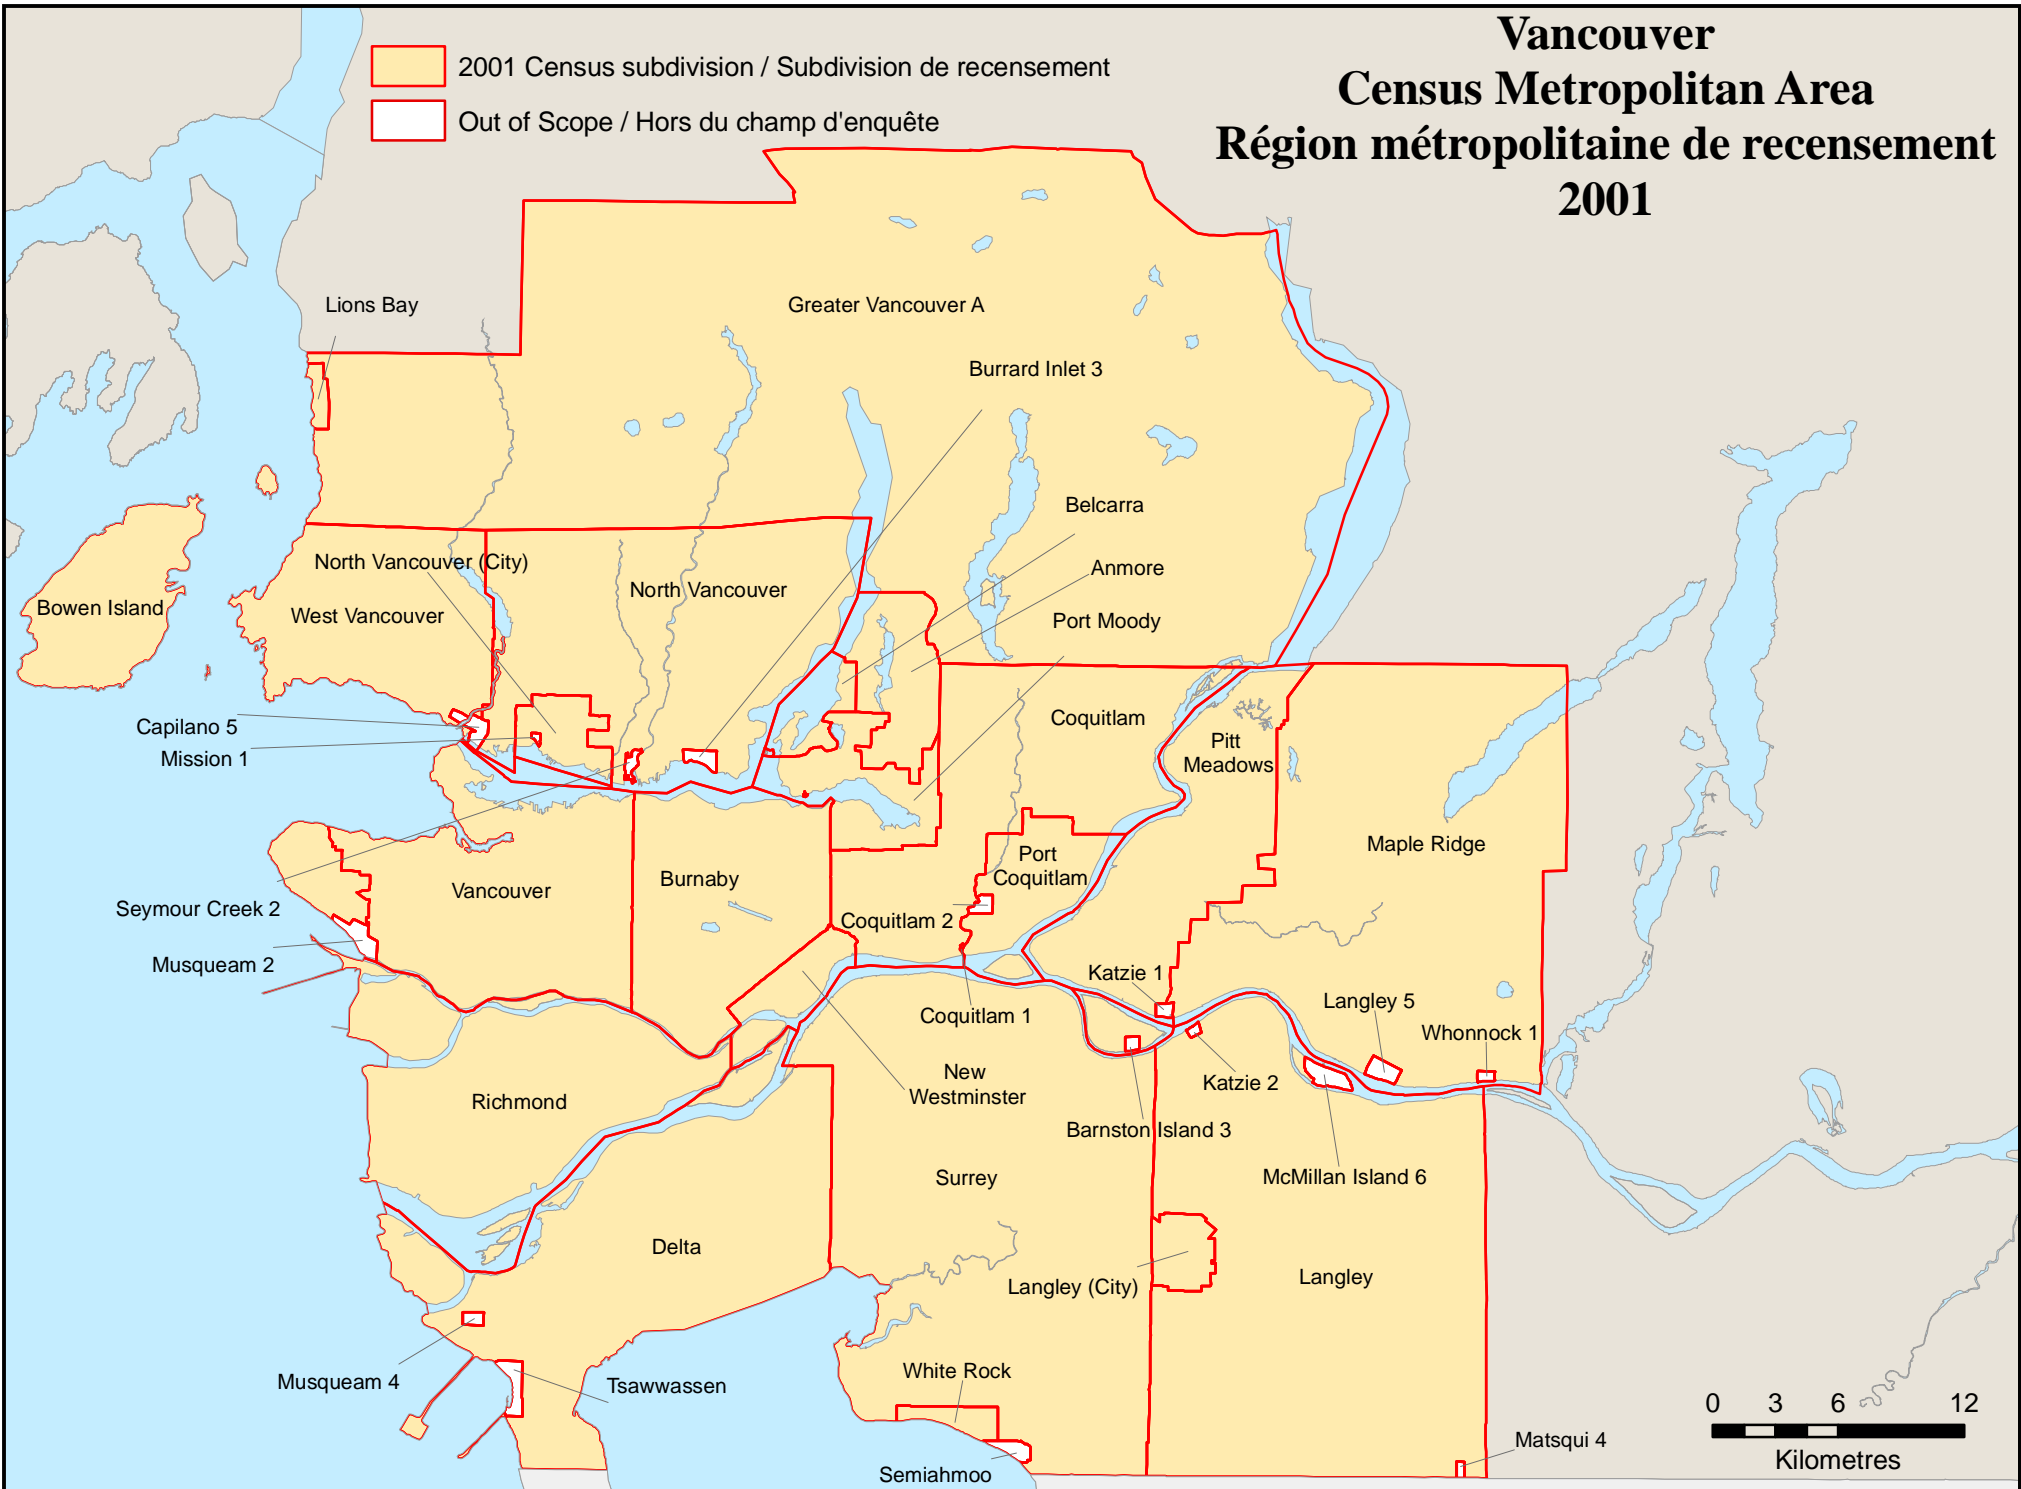 Vancouver
Census Metropolitan Area
Région métropolitaine de recensement
2001
2001 Census subdivision / Subdivision de recensement
Out of Scope / Hors du champ d'enquête
Lions Bay
Greater Vancouver A
Burrard Inlet 3
Belcarra
North Vancouver (City)
Anmore
North Vancouver
Bowen Island
West Vancouver
Port Moody
Capilano 5
Coquitlam
Mission 1
Pitt
Meadows
Maple Ridge
Port
Coquitlam
Burnaby
Vancouver
Seymour Creek 2
Coquitlam 2
Musqueam 2
Katzie 1
Langley 5
Coquitlam 1
Whonnock 1
New
Westminster
Katzie 2
Richmond
Barnston Island 3
Surrey
McMillan Island 6
Delta
Langley (City)
Langley
White Rock
Musqueam 4
Tsawwassen
0 3 6 12
Kilometres
Matsqui 4
Semiahmoo